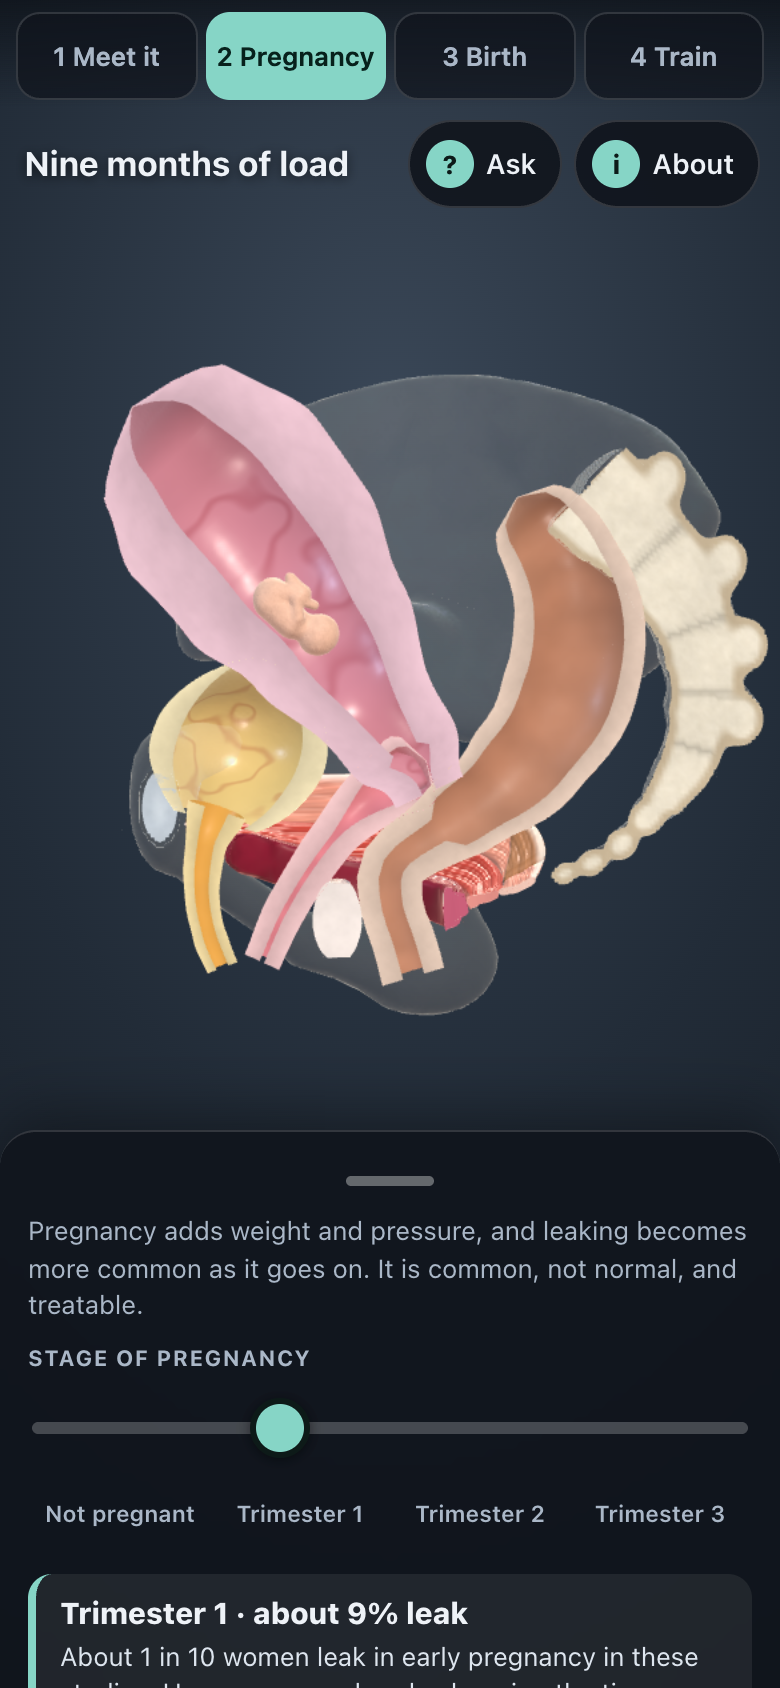 1 Meet it
2 Pregnancy
3 Birth
4 Train
Nine months of load
? Ask
i About
Pregnancy adds weight and pressure, and leaking becomes
more common as it goes on. It is common, not normal, and
treatable.
STAGE OF PREGNANCY
Not pregnant
Trimester 1
Trimester 2
Trimester 3
Trimester 1 · about 9% leak
About 1 in 10 women leak in early pregnancy in these